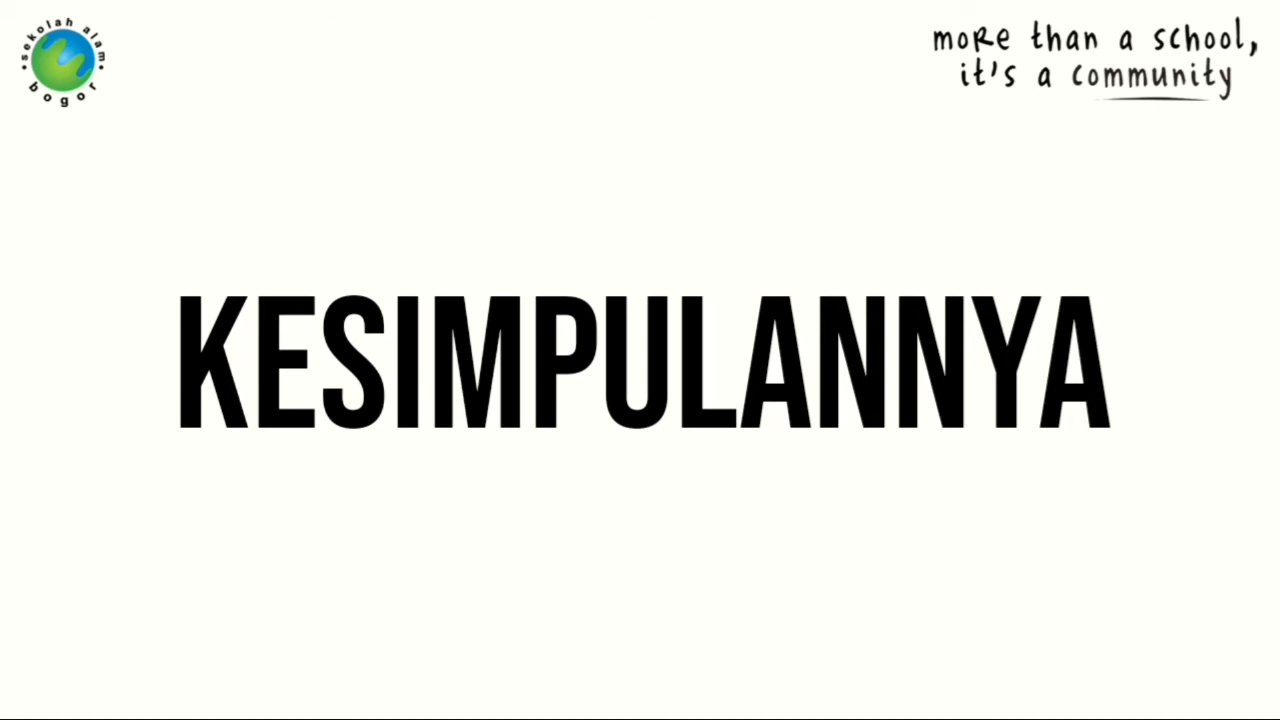 sekolah alam
bogor
moRe than a school,
it's a community
KESIMPULANNYA